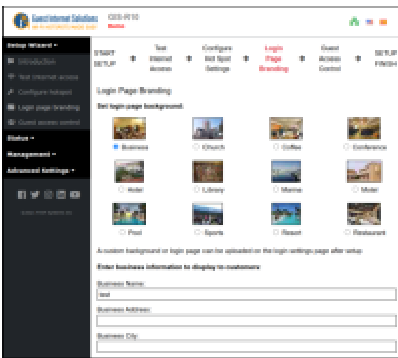 Guest Internet Solutions
GIS-R10
Setup Wizard
Introduction
Test internet access
Configure hotspot
Login page branding
Guest access control
Status
Management
Advanced Settings
START SETUP
Test Internet Access
Configure Hot Spot Settings
Login Page Branding
Guest Access Control
SETUP FINISH
Login Page Branding
Set login page background:
Business Church Coffee Conference
Hotel Library Marina Motel
Pool Sports Resort Restaurant
A custom background or login page can be uploaded on the login settings page after setup
Enter business information to display to customers:
Business Name:
test
Business Address:
Business City: